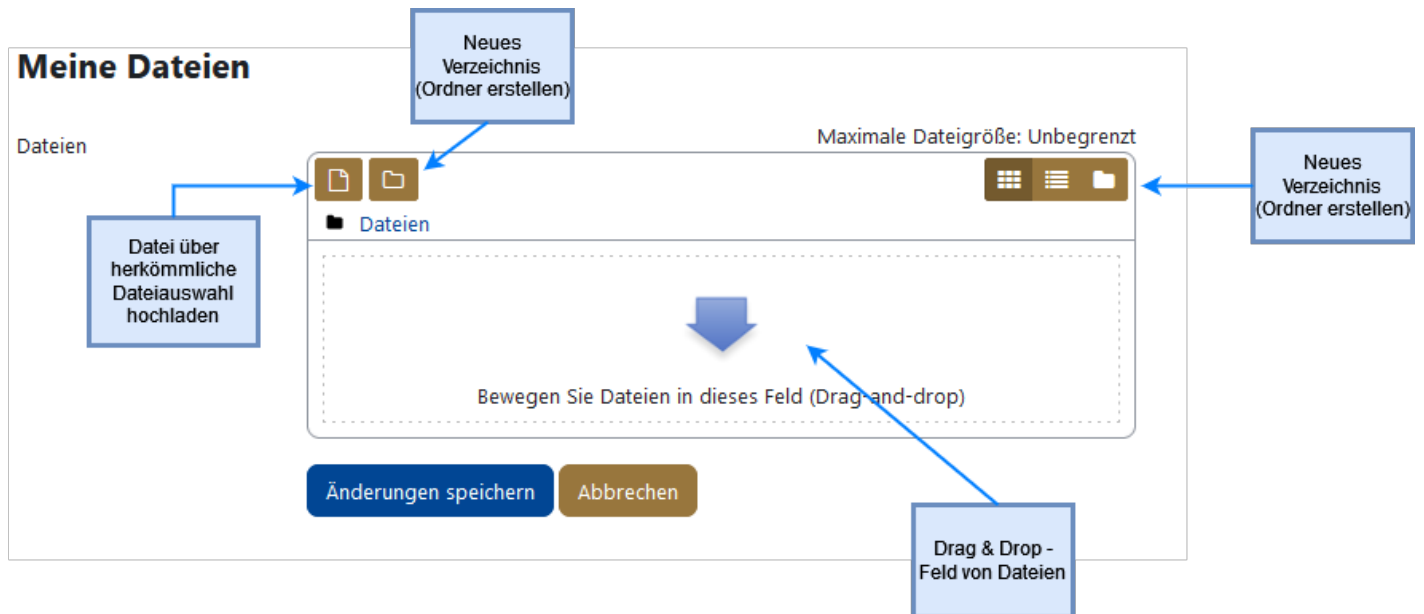 Neues
Verzeichnis
(Ordner erstellen)
Meine Dateien
Dateien
Maximale Dateigröße: Unbegrenzt
Neues
Verzeichnis
(Ordner erstellen)
Dateien
Datei über
herkömmliche
Dateiauswahl
hochladen
Bewegen Sie Dateien in dieses Feld (Drag-and-drop)
Änderungen speichern
Abbrechen
Drag & Drop -
Feld von Dateien